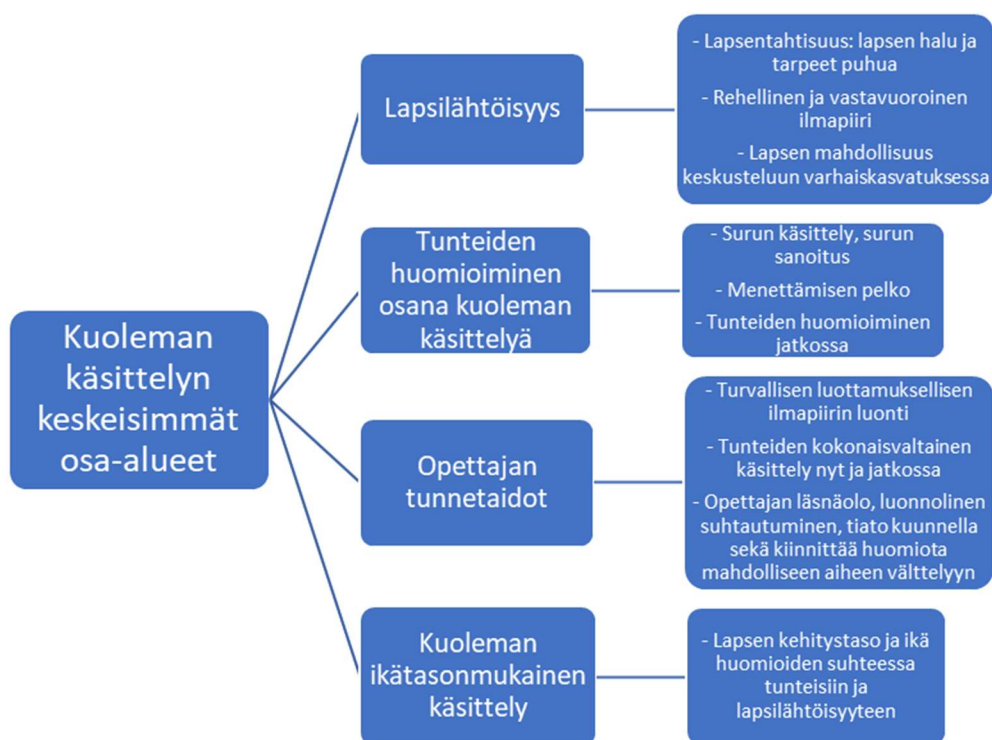 Kuoleman
käsittelyn
keskeisimmät
osa-alueet
Lapsilähtöisyys
- Lapsentahtisuus: lapsen halu ja
tarpeet puhua
- Rehellinen ja vastavuoroinen
ilmapiiri
- Lapsen mahdollisuus
keskusteluun varhaiskasvatuksessa
Tunteiden
huomioiminen
osana kuoleman
käsittelyä
- Surun käsittely, surun
sanoitus
- Menettämisen pelko
- Tunteiden huomioiminen
jatkossa
Opettajan
tunnetaidot
- Turvallisen luottamuksellisen
ilmapiirin luonti
- Tunteiden kokonaisvaltainen
käsittely nyt ja jatkossa
- Opettajan läsnäolo, luonnolinen
suhtautuminen, tiato kuunnella
sekä kiinnittää huomiota
mahdolliseen aiheen välttelyyn
Kuoleman
ikätasonmukainen
käsittely
- Lapsen kehitystaso ja ikä
huomioiden suhteessa
tunteisiin ja
lapsilähtöisyyteen